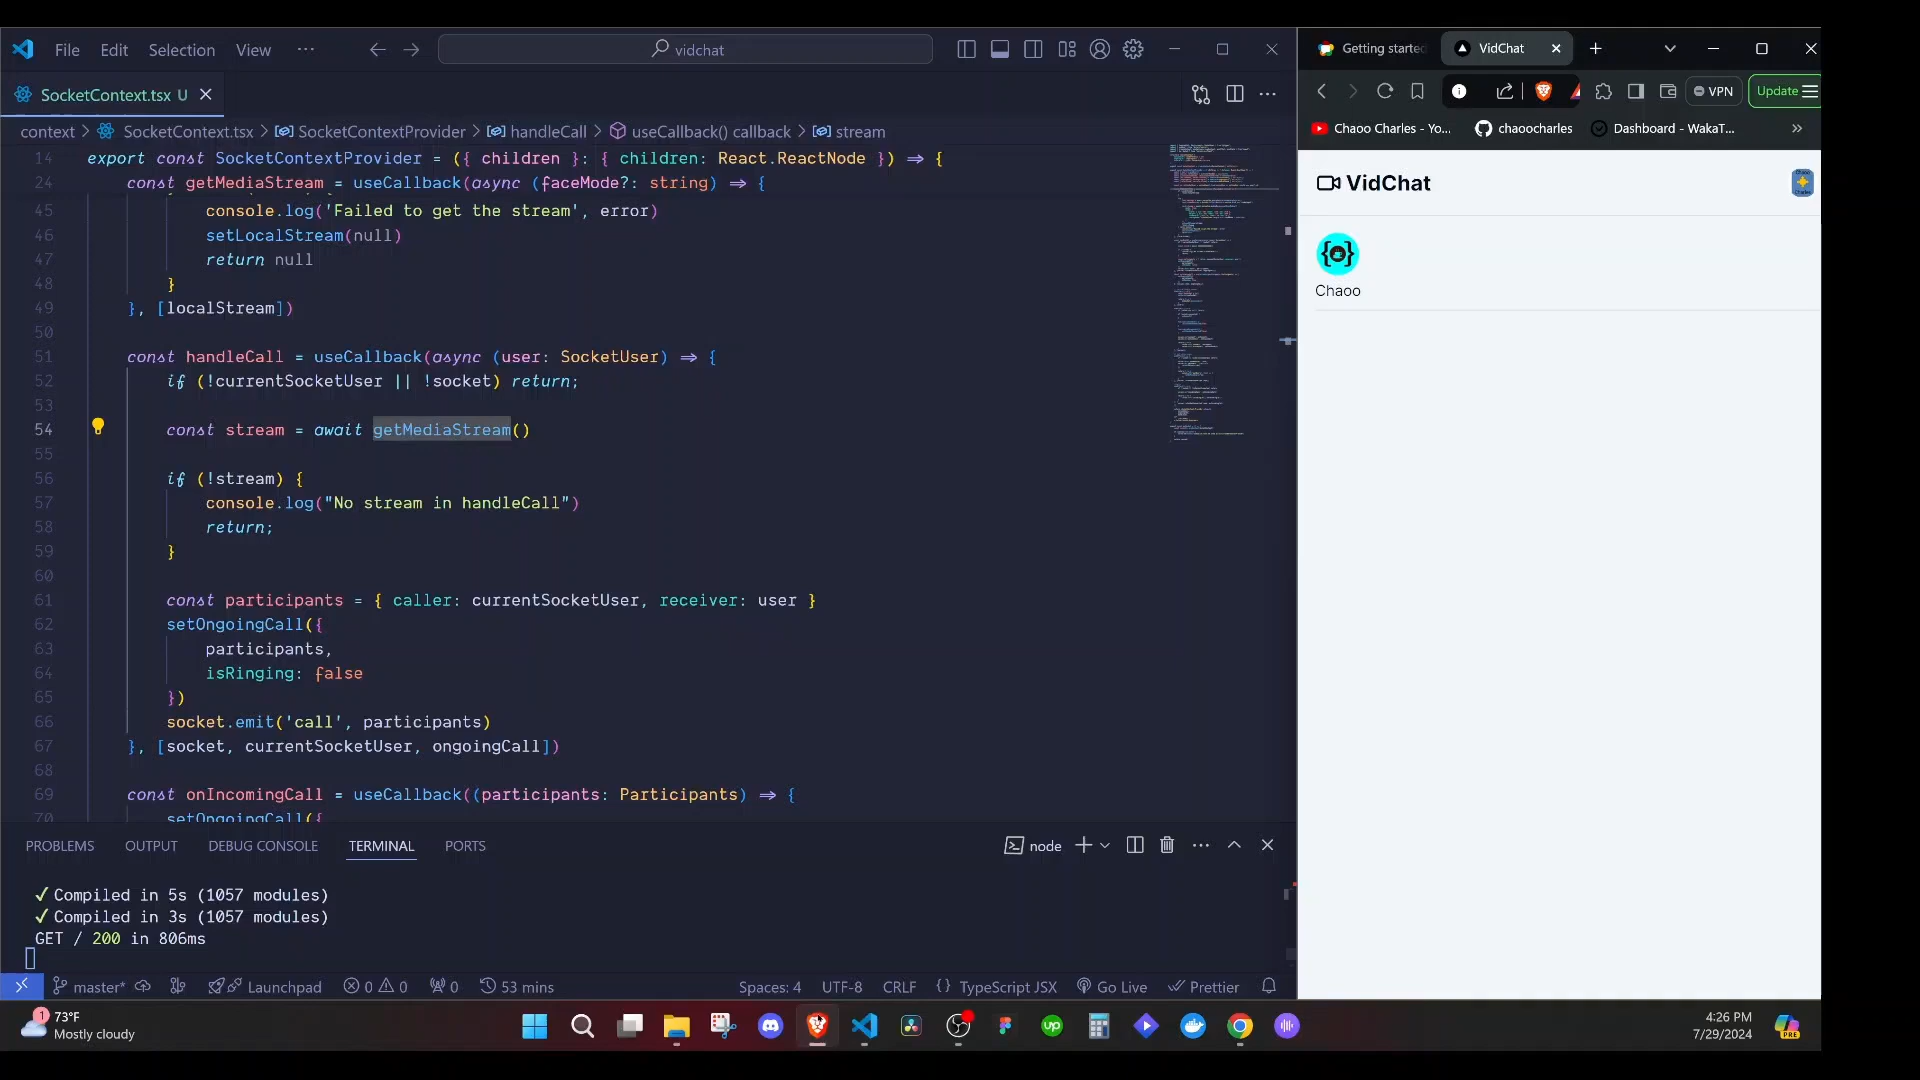 File Edit Selection View ··· vidchat
SocketContext.tsx U
context > SocketContext.tsx > SocketContextProvider > handleCall > useCallback() callback > stream
14 export const SocketContextProvider = ({ children }: { children: React.ReactNode }) => {
24 const getMediaStream = useCallback(async (faceMode?: string) => {
45 console.log('Failed to get the stream', error)
46 setLocalStream(null)
47 return null
48 }
49 }, [localStream])
50
51 const handleCall = useCallback(async (user: SocketUser) => {
52 if (!currentSocketUser || !socket) return;
53
54 const stream = await getMediaStream()
55
56 if (!stream) {
57 console.log("No stream in handleCall")
58 return;
59 }
60
61 const participants = { caller: currentSocketUser, receiver: user }
62 setOngoingCall({
63 participants,
64 isRinging: false
65 })
66 socket.emit('call', participants)
67 }, [socket, currentSocketUser, ongoingCall])
68
69 const onIncomingCall = useCallback((participants: Participants) => {
70 setOngoingCall({
PROBLEMS OUTPUT DEBUG CONSOLE TERMINAL PORTS node
✓ Compiled in 5s (1057 modules)
✓ Compiled in 3s (1057 modules)
GET / 200 in 806ms
master* Launchpad 0 0 0 53 mins Spaces: 4 UTF-8 CRLF {} TypeScript JSX Go Live Prettier
Getting starte VidChat
VPN Update
Chaoo Charles - Yo... chaoocharles Dashboard - WakaT...
VidChat
Chaoo
1 73°F
Mostly cloudy
up
4:26 PM
7/29/2024
PRE